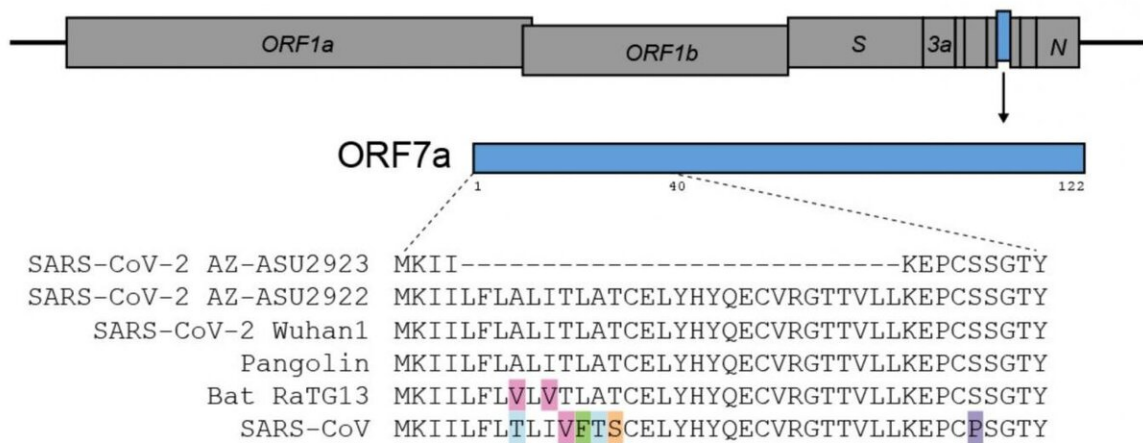 ORF1a ORF1b S 3a N
ORF7a
1 40 122
SARS-CoV-2 AZ-ASU2923 MKII---------------------------KEPCSSGTY
SARS-CoV-2 AZ-ASU2922 MKIILFLALITLATCELYHYQECVRGTTVLLKEPCSSGTY
SARS-CoV-2 Wuhan1 MKIILFLALITLATCELYHYQECVRGTTVLLKEPCSSGTY
Pangolin MKIILFLALITLATCELYHYQECVRGTTVLLKEPCSSGTY
Bat RaTG13 MKIILFLVLVTLATCELYHYQECVRGTTVLLKEPCSSGTY
SARS-CoV MKIILFLTLIVFTSCELYHYQECVRGTTVLLKEPCPSGTY